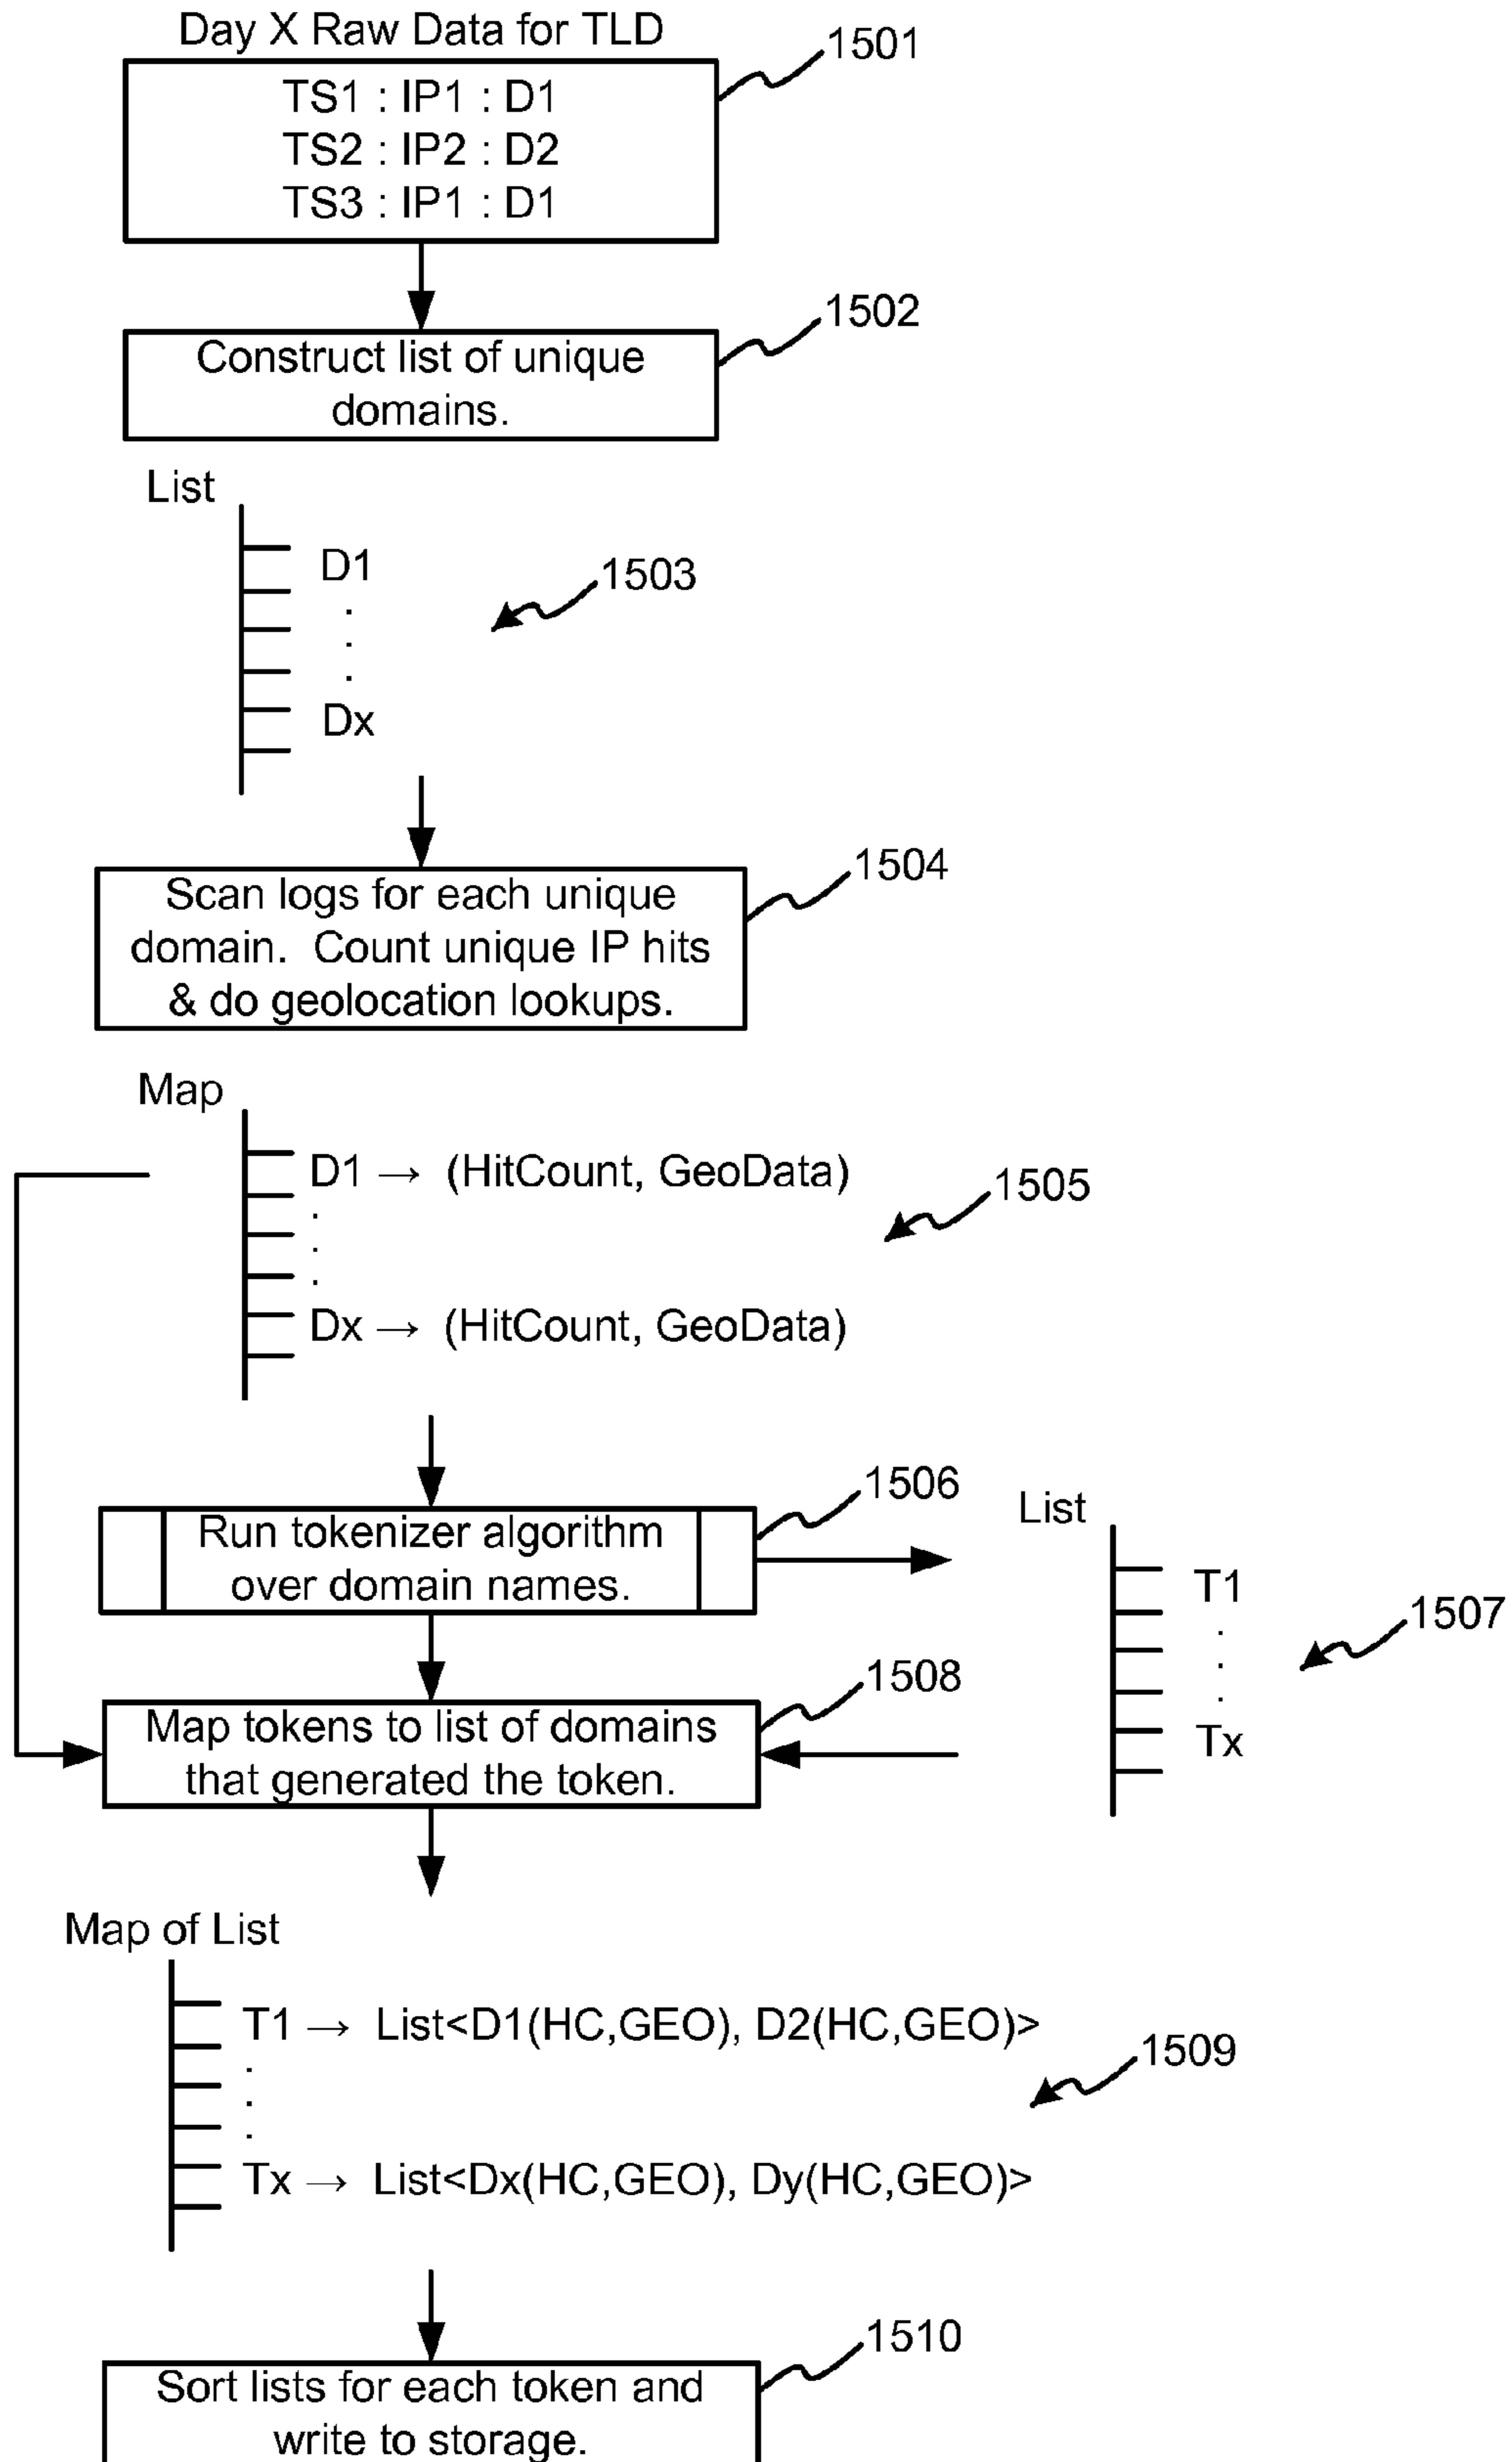 Day X Raw Data for TLD
1501
TS1 : IP1 : D1
TS2 : IP2 : D2
TS3 : IP1 : D1
1502
Construct list of unique
domains.
List
D1
.
.
.
Dx
1503
1504
Scan logs for each unique
domain. Count unique IP hits
& do geolocation lookups.
Map
D1 → (HitCount, GeoData)
.
.
.
Dx → (HitCount, GeoData)
1505
1506
Run tokenizer algorithm
over domain names.
List
T1
.
.
.
Tx
1507
1508
Map tokens to list of domains
that generated the token.
Map of List
T1 → List<D1(HC,GEO), D2(HC,GEO)>
.
.
.
Tx → List<Dx(HC,GEO), Dy(HC,GEO)>
1509
1510
Sort lists for each token and
write to storage.